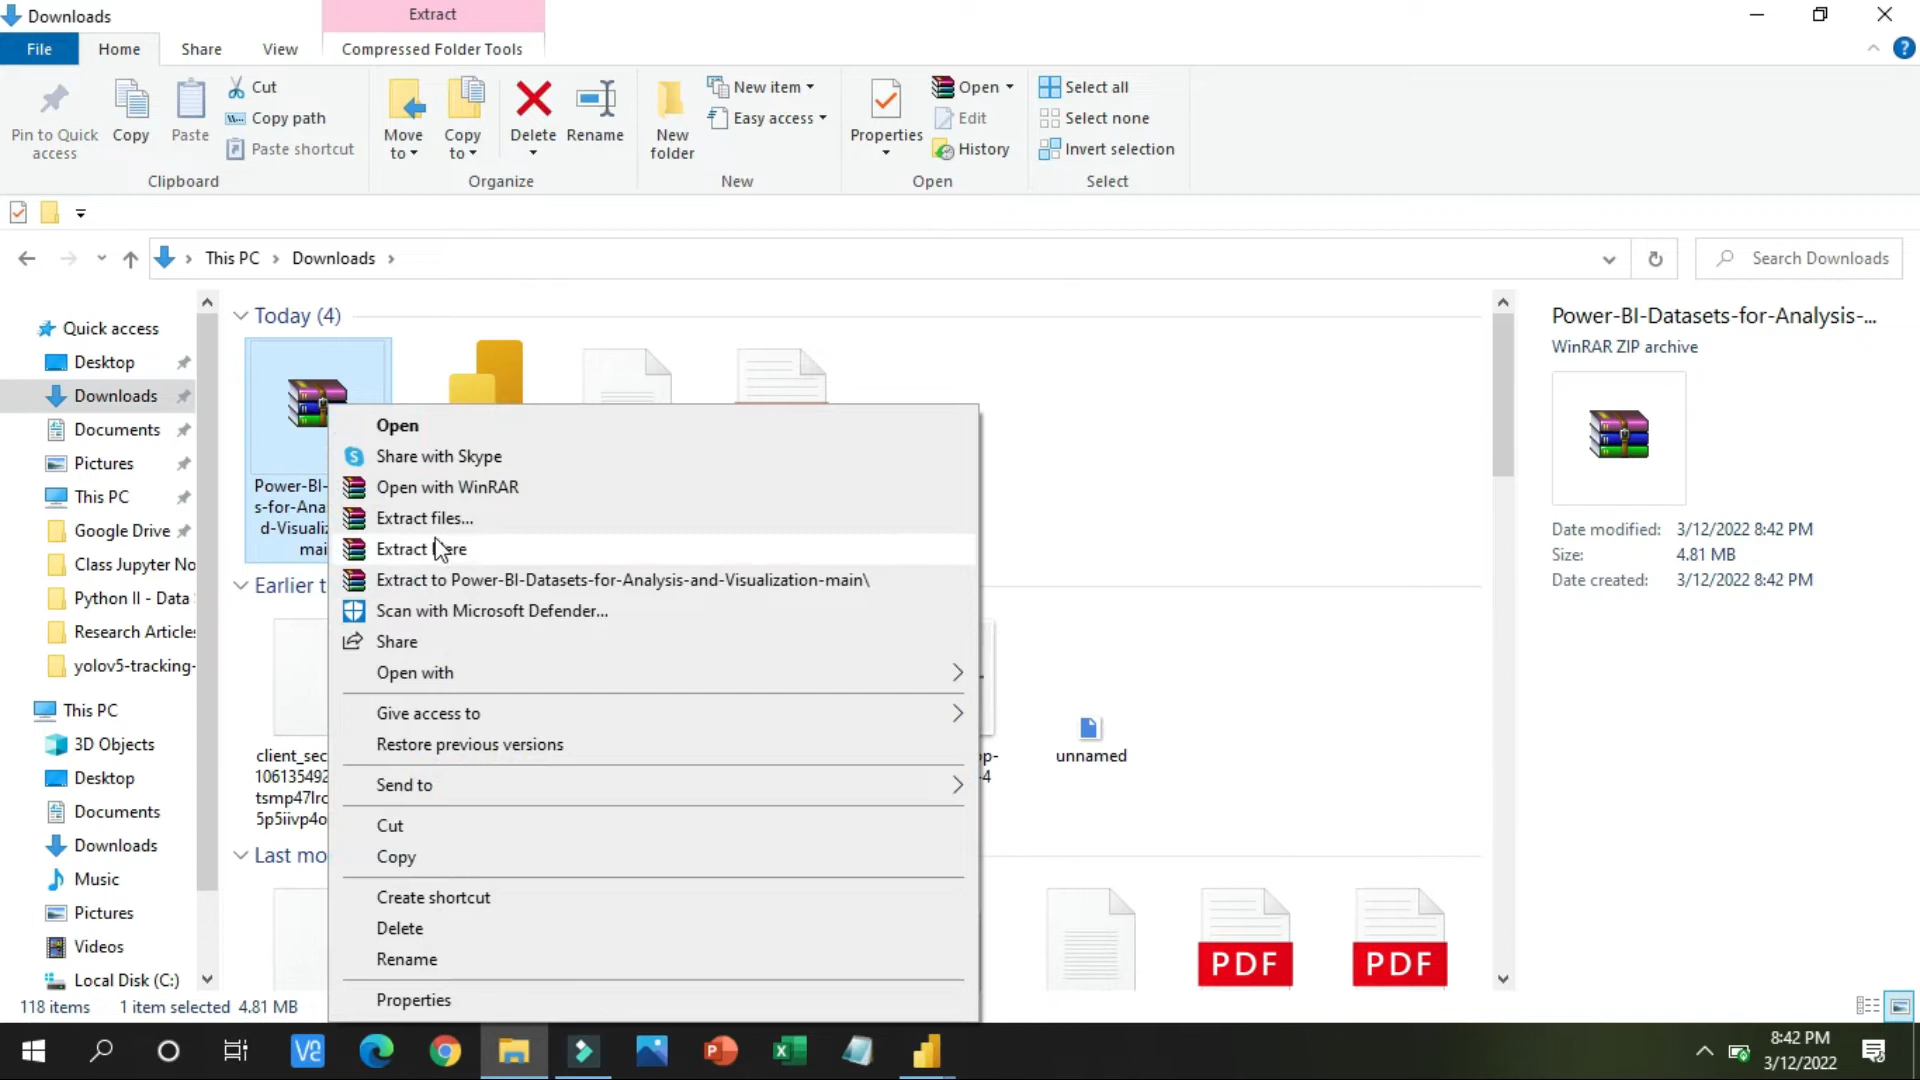 Downloads
Extract
File
Home
Share
View
Compressed Folder Tools
Pin to Quick
access
Copy
Paste
Cut
Copy path
Paste shortcut
Clipboard
Move
to
Copy
to
Delete
Rename
Organize
New
folder
New item
Easy access
New
Properties
Open
Edit
History
Open
Select all
Select none
Invert selection
Select
This PC
Downloads
Search Downloads
Quick access
Desktop
Downloads
Documents
Pictures
This PC
Google Drive
Class Jupyter No
Python II - Data
Research Articles
yolov5-tracking-
This PC
3D Objects
Desktop
Documents
Downloads
Music
Pictures
Videos
Local Disk (C:)
Today (4)
Power-BI-
s-for-Ana
d-Visualiz
mai
Earlier t
client_sec
106135492
tsmp47lrc
5p5iivp4o
op-
-4
unnamed
Last mo
PDF
PDF
Open
Share with Skype
Open with WinRAR
Extract files...
Extract here
Extract to Power-BI-Datasets-for-Analysis-and-Visualization-main\
Scan with Microsoft Defender...
Share
Open with
Give access to
Restore previous versions
Send to
Cut
Copy
Create shortcut
Delete
Rename
Properties
Power-BI-Datasets-for-Analysis-...
WinRAR ZIP archive
Date modified: 3/12/2022 8:42 PM
Size: 4.81 MB
Date created: 3/12/2022 8:42 PM
118 items 1 item selected 4.81 MB
8:42 PM
3/12/2022